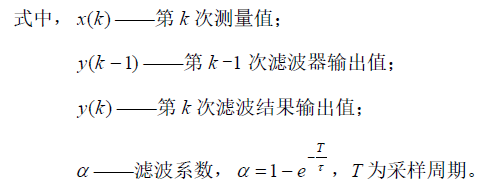 式中，x(k)——第 k 次测量值；
y(k−1)——第 k−1 次滤波器输出值；
y(k)——第 k 次滤波结果输出值；
α——滤波系数，α=1−e^{−T/τ}，T 为采样周期。